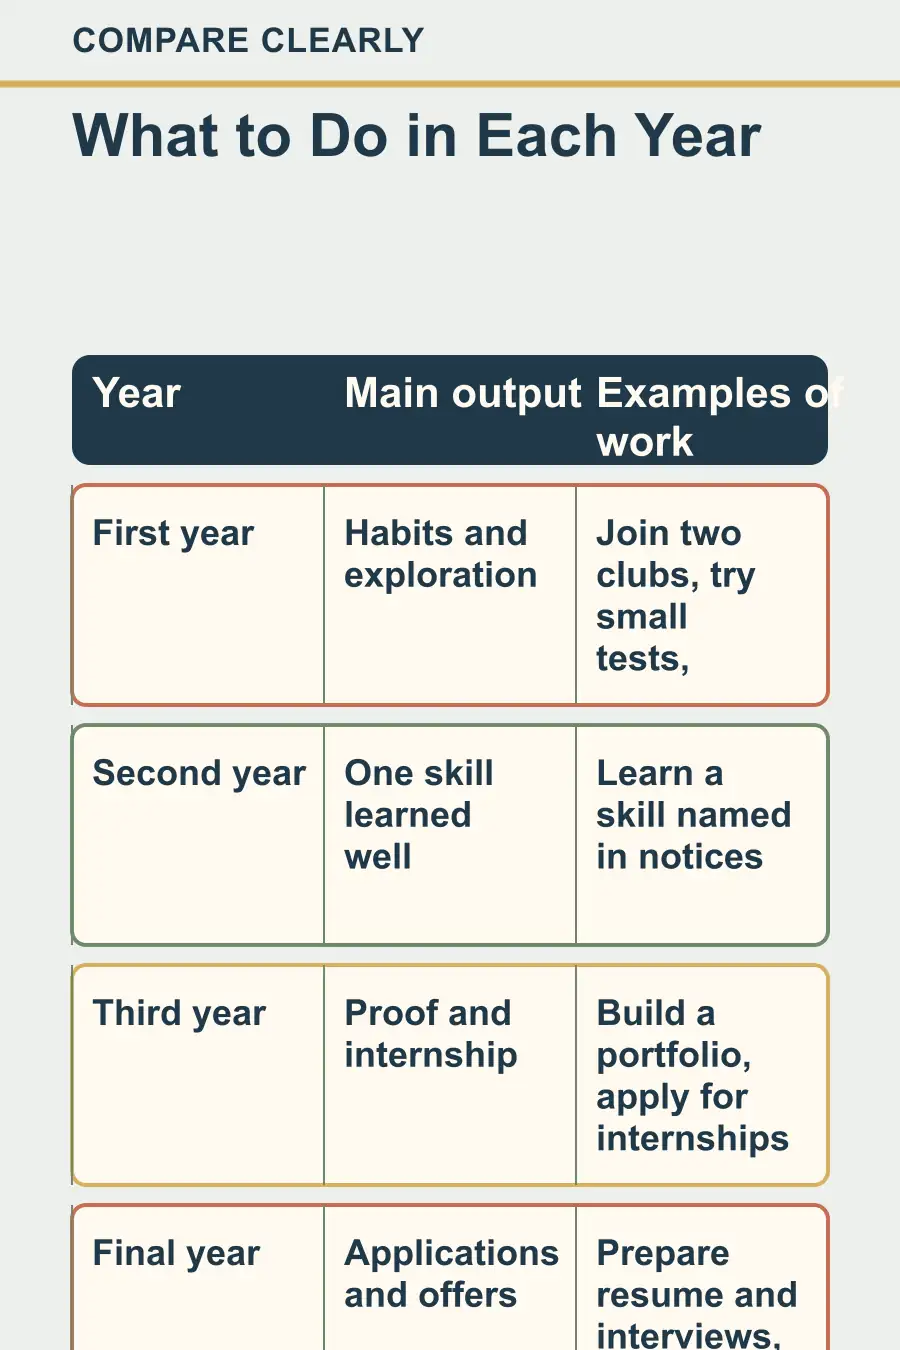 COMPARE CLEARLY
What to Do in Each Year
Year
Main output
Examples of
work
First year
Habits and
exploration
Join two
clubs, try
small
tests,
Second year
One skill
learned
well
Learn a
skill named
in notices
Third year
Proof and
internship
Build a
portfolio,
apply for
internships
Final year
Applications
and offers
Prepare
resume and
interviews,